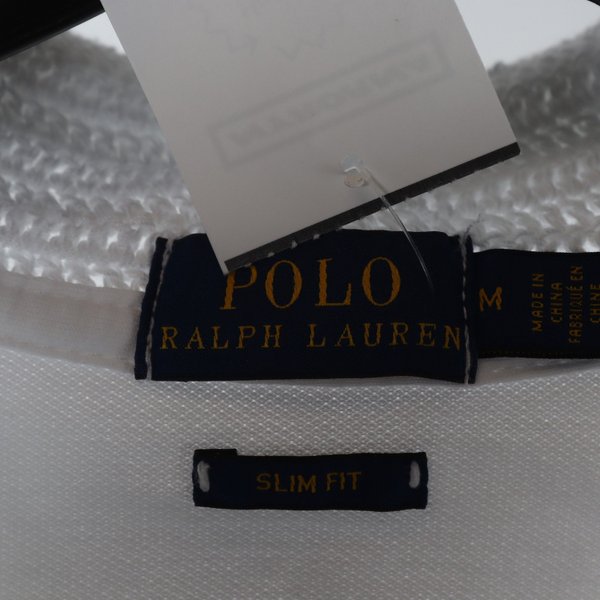 POLO
RALPH LAUREN
M
MADE IN
CHINA
FABRIQUÉ EN
CHINE
SLIM FIT